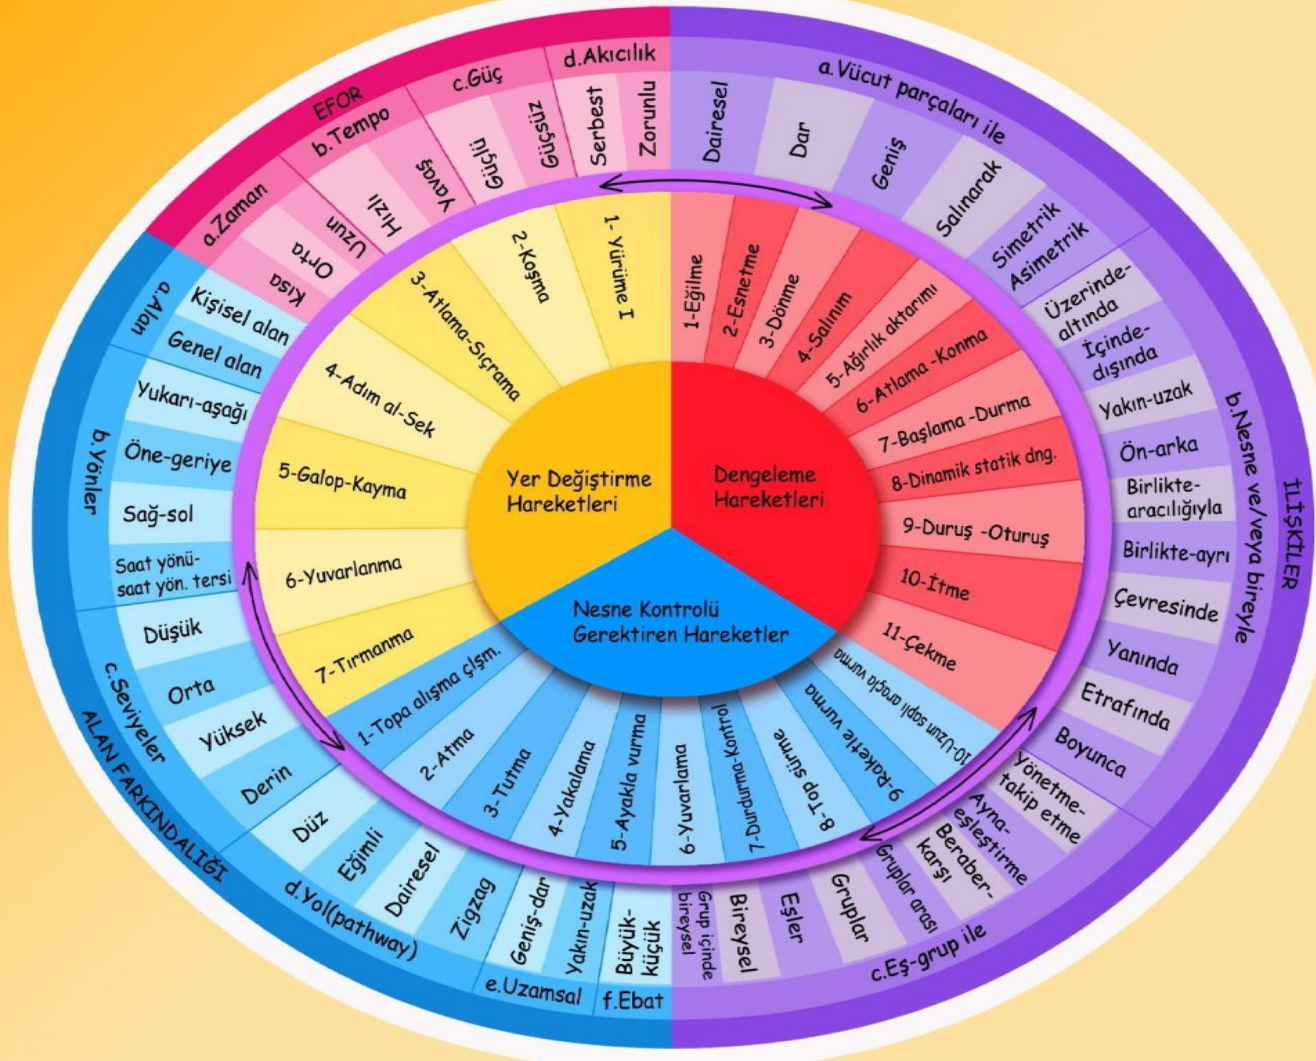 EFOR
a.Zaman
Kısa
Orta
Uzun
b.Tempo
Hızlı
Yavaş
c.Güç
Güçlü
Güçsüz
d.Akıcılık
Serbest
Zorunlu
İLİŞKİLER
a.Vücut parçaları ile
Dairesel
Dar
Geniş
Salınarak
Simetrik
Asimetrik
b.Nesne ve/veya bireyle
Üzerinde-
altında
İçinde-
dışında
Yakın-uzak
Ön-arka
Birlikte-
aracılığıyla
Birlikte-ayrı
Çevresinde
Yanında
Etrafında
Boyunca
c.Eş-grup ile
Yönetme-
takip etme
Ayna-
eşleştirme
Beraber-
karşı
Gruplar arası
Gruplar
Eşler
Bireysel
Grup içinde
bireysel
ALAN FARKINDALIĞI
a.Alan
Kişisel alan
Genel alan
b.Yönler
Yukarı-aşağı
Öne-geriye
Sağ-sol
Saat yönü-
saat yön. tersi
c.Seviyeler
Düşük
Orta
Yüksek
Derin
d.Yol(pathway)
Düz
Eğimli
Dairesel
Zigzag
e.Uzamsal
Geniş-dar
Yakın-uzak
f.Ebat
Büyük-
küçük
Yer Değiştirme
Hareketleri
1- Yürüme I
2-Koşma
3-Atlama-Sıçrama
4-Adım al-Sek
5-Galop-Kayma
6-Yuvarlanma
7-Tırmanma
Dengeleme
Hareketleri
1-Eğilme
2-Esnetme
3-Dönme
4-Salınım
5-Ağırlık aktarımı
6-Atlama -Konma
7-Başlama -Durma
8-Dinamik statik dng.
9-Duruş -Oturuş
10-İtme
11-Çekme
Nesne Kontrolü
Gerektiren Hareketler
1-Topa alışma çlşm.
2-Atma
3-Tutma
4-Yakalama
5-Ayakla vurma
6-Yuvarlama
7-Durdurma-Kontrol
8-Top sürme
9-Raketle vurma
10-Uzun saplı araçla vurma